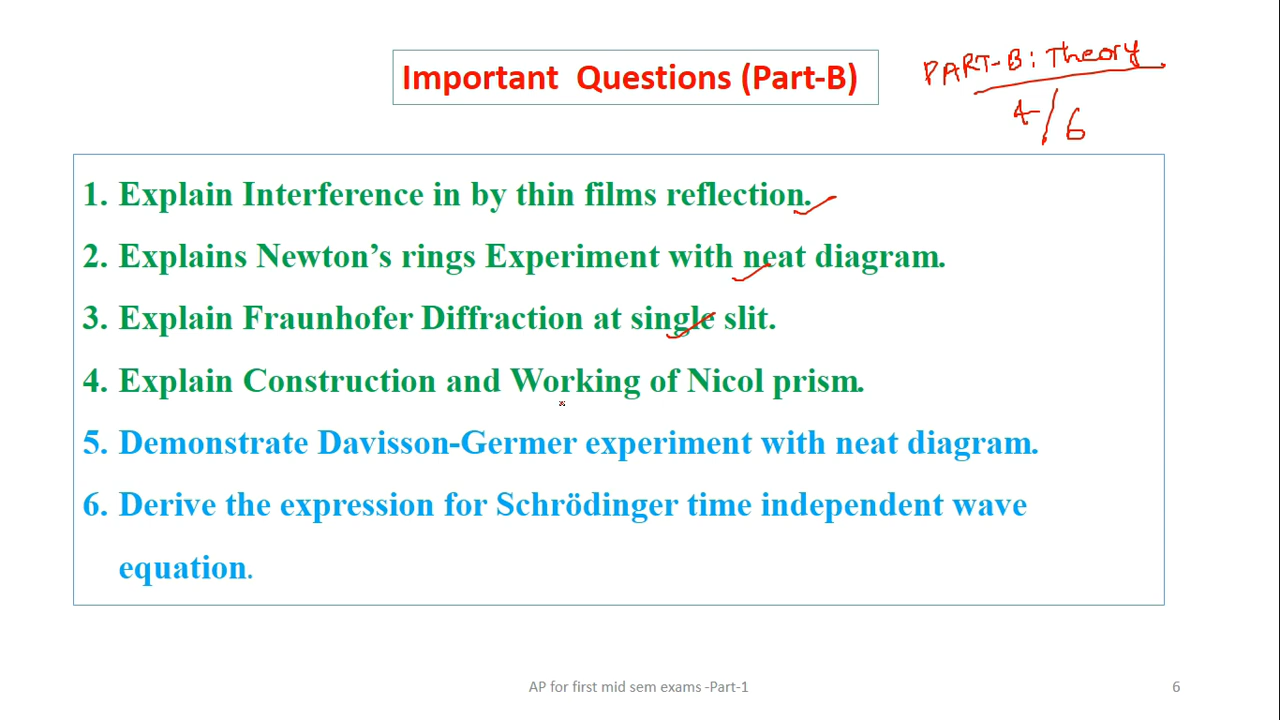 Important Questions (Part-B)
PART-B: Theory
4/6
1. Explain Interference in by thin films reflection.
2. Explains Newton’s rings Experiment with neat diagram.
3. Explain Fraunhofer Diffraction at single slit.
4. Explain Construction and Working of Nicol prism.
5. Demonstrate Davisson-Germer experiment with neat diagram.
6. Derive the expression for Schrödinger time independent wave
equation.
AP for first mid sem exams -Part-1
6